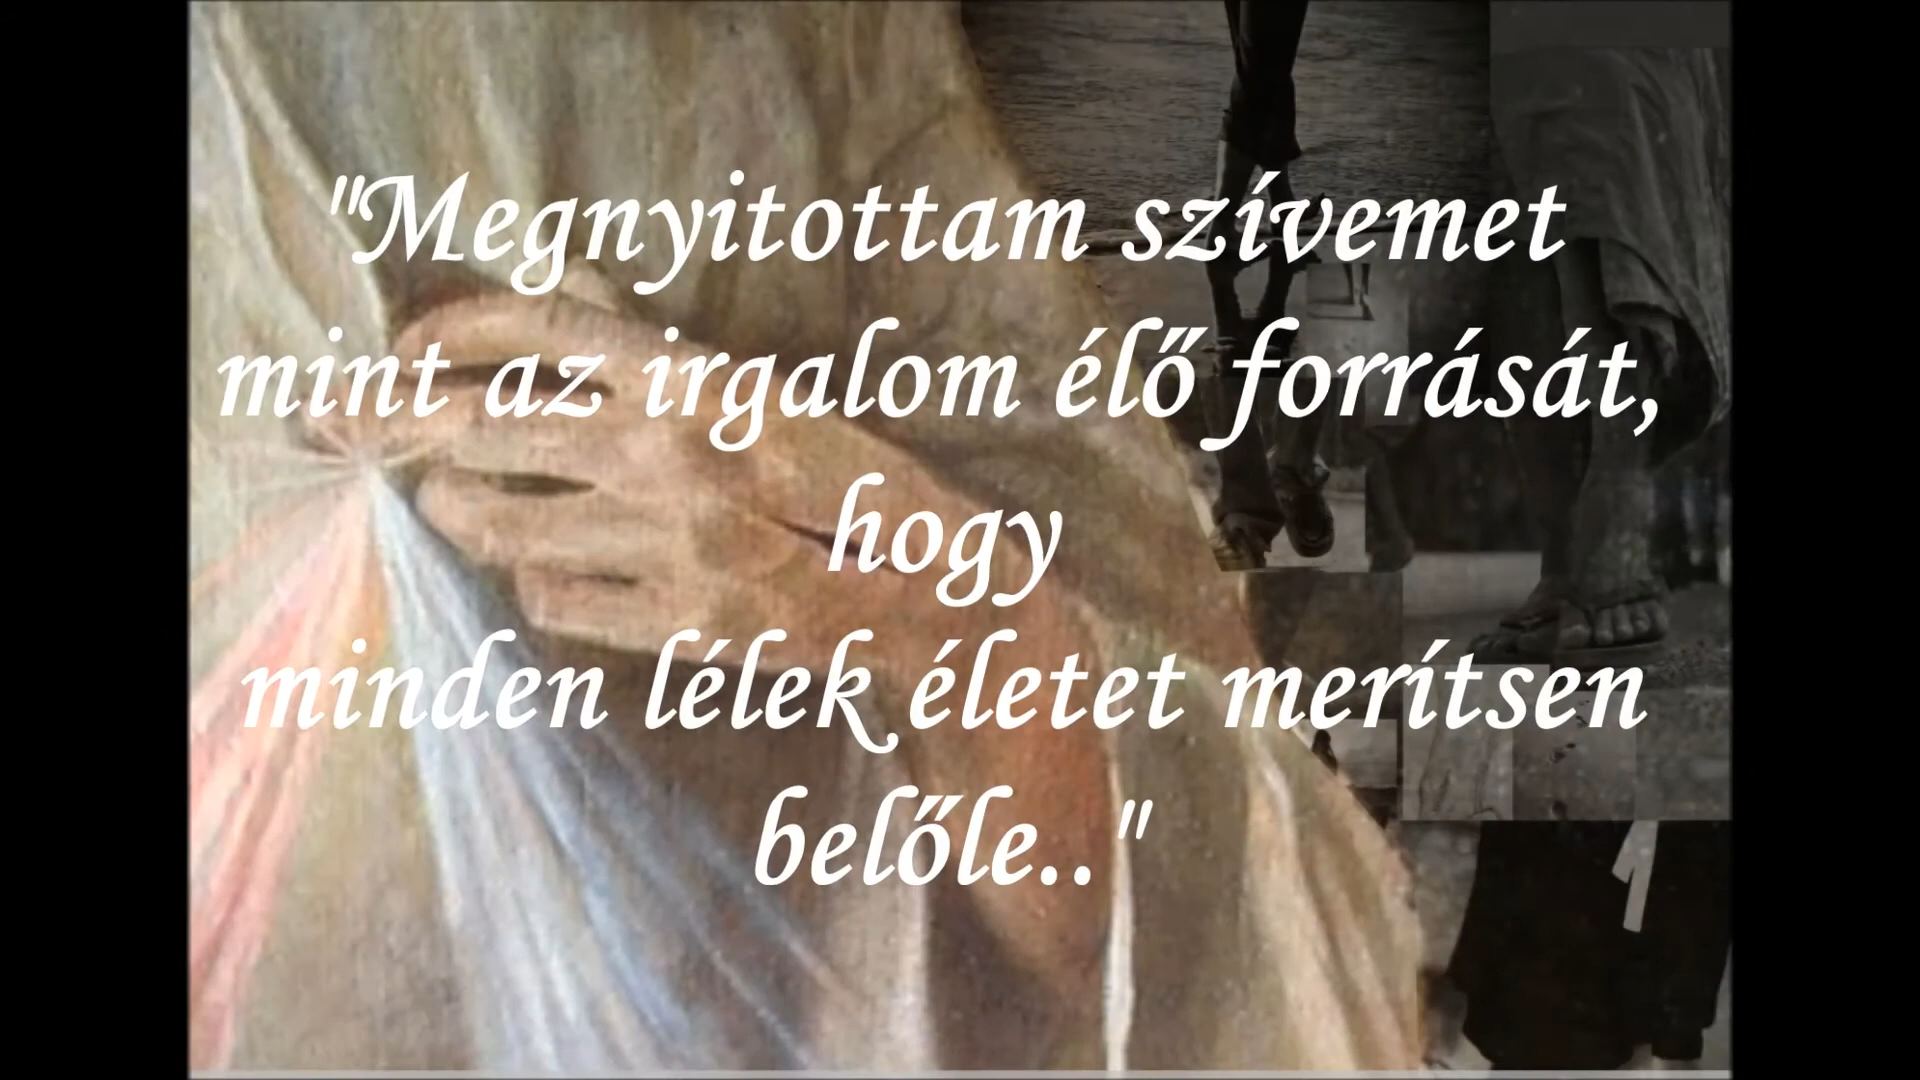 "Megnyitottam szívemet
mint az irgalom élő forrását,
hogy
minden lélek életet merítsen
belőle.."